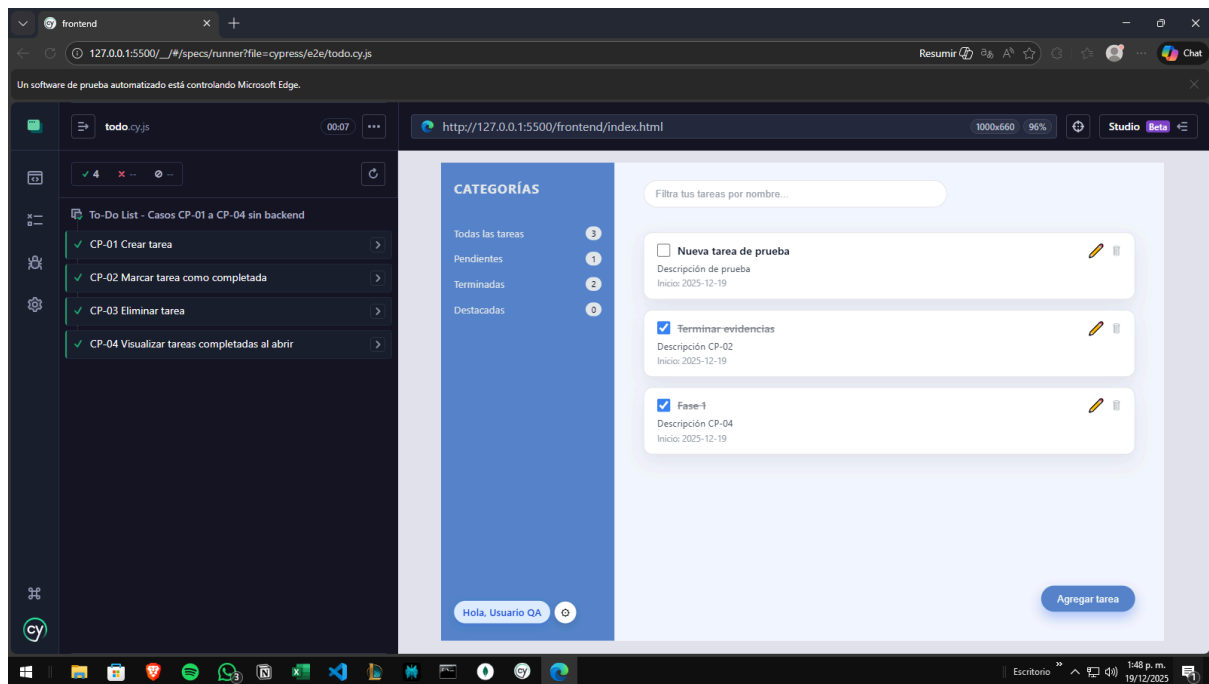 frontend
127.0.0.1:5500/__/#/specs/runner?file=cypress/e2e/todo.cy.js
Resumir
Chat
Un software de prueba automatizado está controlando Microsoft Edge.
todo.cy.js
00:07
http://127.0.0.1:5500/frontend/index.html
1000x660 96%
Studio Beta
4 -- --
To-Do List - Casos CP-01 a CP-04 sin backend
CP-01 Crear tarea
CP-02 Marcar tarea como completada
CP-03 Eliminar tarea
CP-04 Visualizar tareas completadas al abrir
cy
CATEGORÍAS
Todas las tareas 3
Pendientes 1
Terminadas 2
Destacadas 0
Hola, Usuario QA
Filtra tus tareas por nombre...
Nueva tarea de prueba
Descripción de prueba
Inicio: 2025-12-19
Terminar evidencias
Descripción CP-02
Inicio: 2025-12-19
Fase 1
Descripción CP-04
Inicio: 2025-12-19
Agregar tarea
Escritorio
1:48 p. m.
19/12/2025